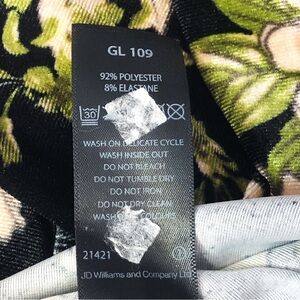 GL 109
92% POLYESTER
8% ELASTANE
30
WASH ON DELICATE CYCLE
WASH INSIDE OUT
DO NOT BLEACH
DO NOT TUMBLE DRY
DO NOT IRON
DO NOT DRY CLEAN
WASH COLOURS
21421
JD Williams and Company Ltd